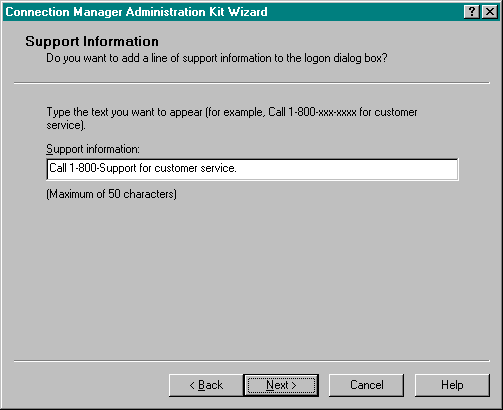 Connection Manager Administration Kit Wizard
Support Information
Do you want to add a line of support information to the logon dialog box?
Type the text you want to appear (for example, Call 1-800-xxx-xxxx for customer
service).
Support information:
Call 1-800-Support for customer service.
(Maximum of 50 characters)
< Back Next > Cancel Help